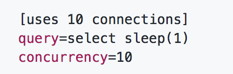 [uses 10 connections]
query=select sleep(1)
concurrency=10